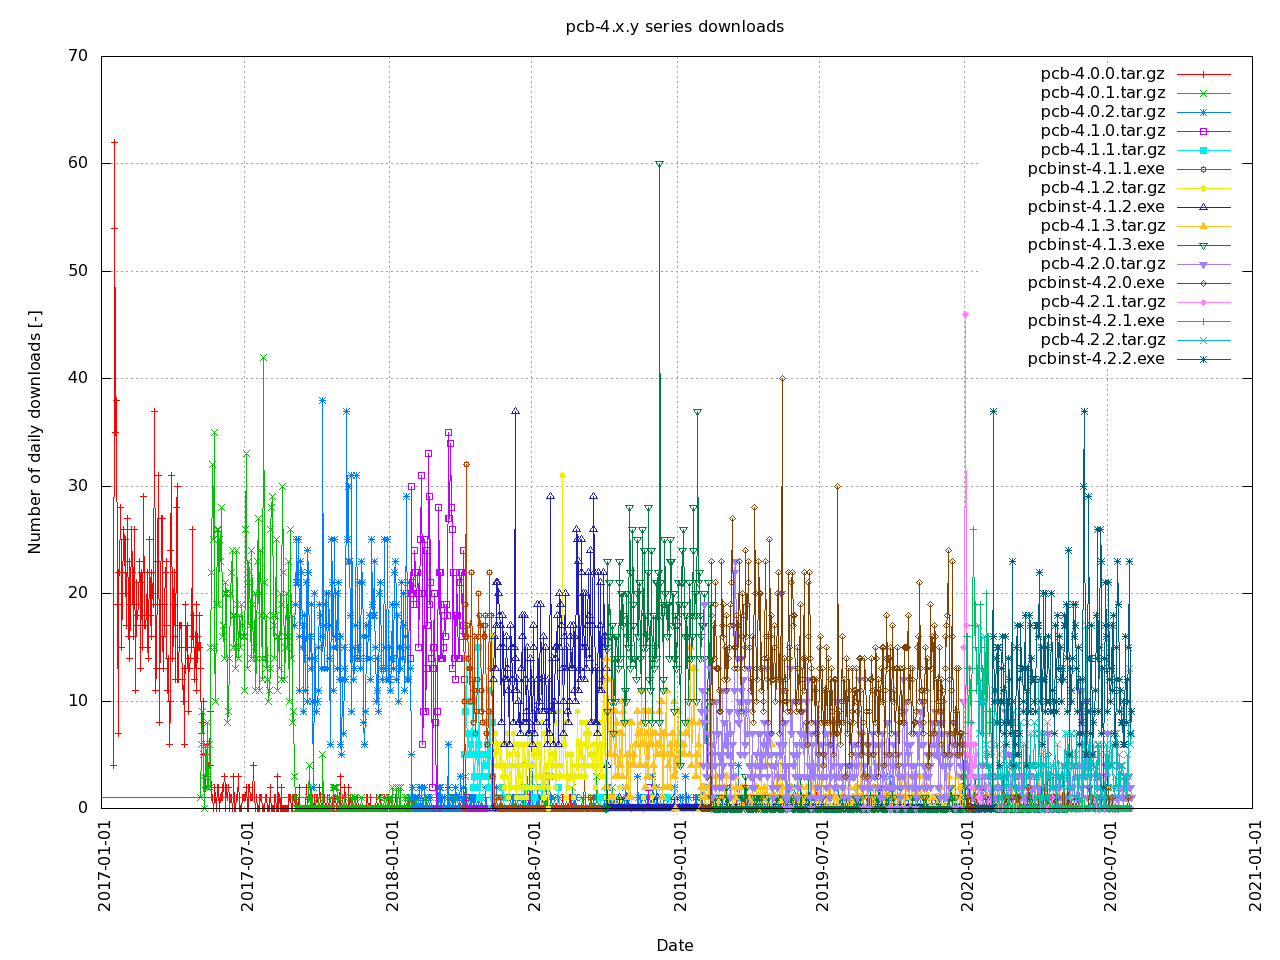 pcb-4.x.y series downloads
70
60
50
40
30
20
10
0
Number of daily downloads [-]
pcb-4.0.0.tar.gz
pcb-4.0.1.tar.gz
pcb-4.0.2.tar.gz
pcb-4.1.0.tar.gz
pcb-4.1.1.tar.gz
pcbinst-4.1.1.exe
pcb-4.1.2.tar.gz
pcbinst-4.1.2.exe
pcb-4.1.3.tar.gz
pcbinst-4.1.3.exe
pcb-4.2.0.tar.gz
pcbinst-4.2.0.exe
pcb-4.2.1.tar.gz
pcbinst-4.2.1.exe
pcb-4.2.2.tar.gz
pcbinst-4.2.2.exe
2017-01-01
2017-07-01
2018-01-01
2018-07-01
2019-01-01
2019-07-01
2020-01-01
2020-07-01
2021-01-01
Date